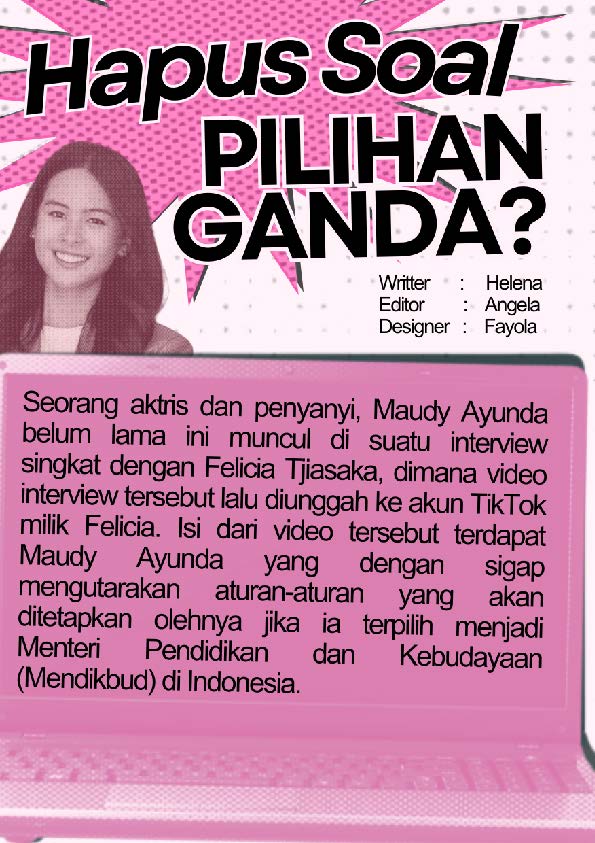 Hapus Soal
PILIHAN
GANDA?
Writter : Helena
Editor : Angela
Designer : Fayola
Seorang aktris dan penyanyi, Maudy Ayunda
belum lama ini muncul di suatu interview
singkat dengan Felicia Tjiasaka, dimana video
interview tersebut lalu diunggah ke akun TikTok
milik Felicia. Isi dari video tersebut terdapat
Maudy Ayunda yang dengan sigap
mengutarakan aturan-aturan yang akan
ditetapkan olehnya jika ia terpilih menjadi
Menteri Pendidikan dan Kebudayaan
(Mendikbud) di Indonesia.